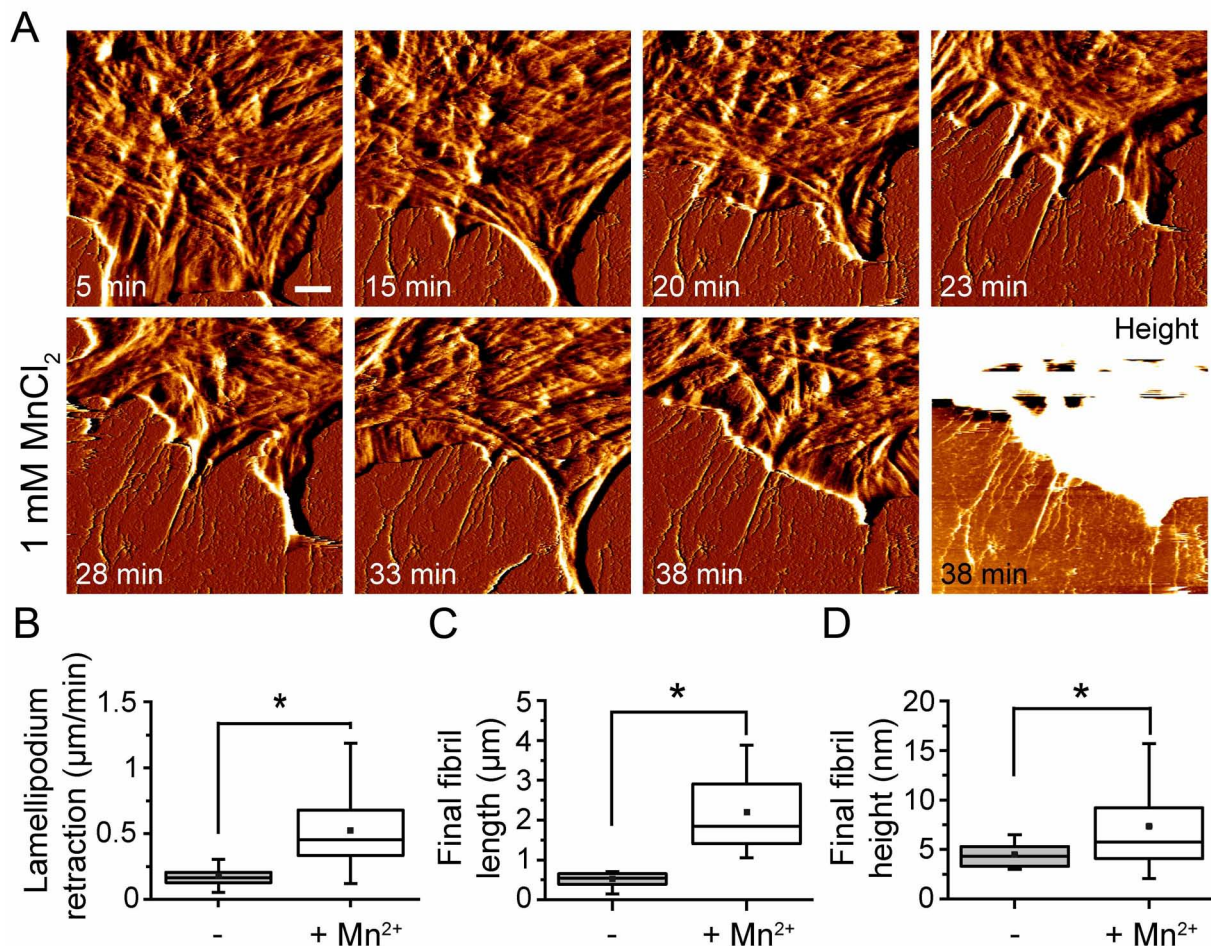 A
5 min
15 min
20 min
23 min
1 mM MnCl₂
28 min
33 min
38 min
Height
38 min
B
Lamellipodium
retraction (µm/min)
1.5
1
0.5
0
*
-
+ Mn²⁺
C
Final fibril
length (µm)
5
4
3
2
1
0
*
-
+ Mn²⁺
D
Final fibril
height (nm)
20
15
10
5
0
*
-
+ Mn²⁺